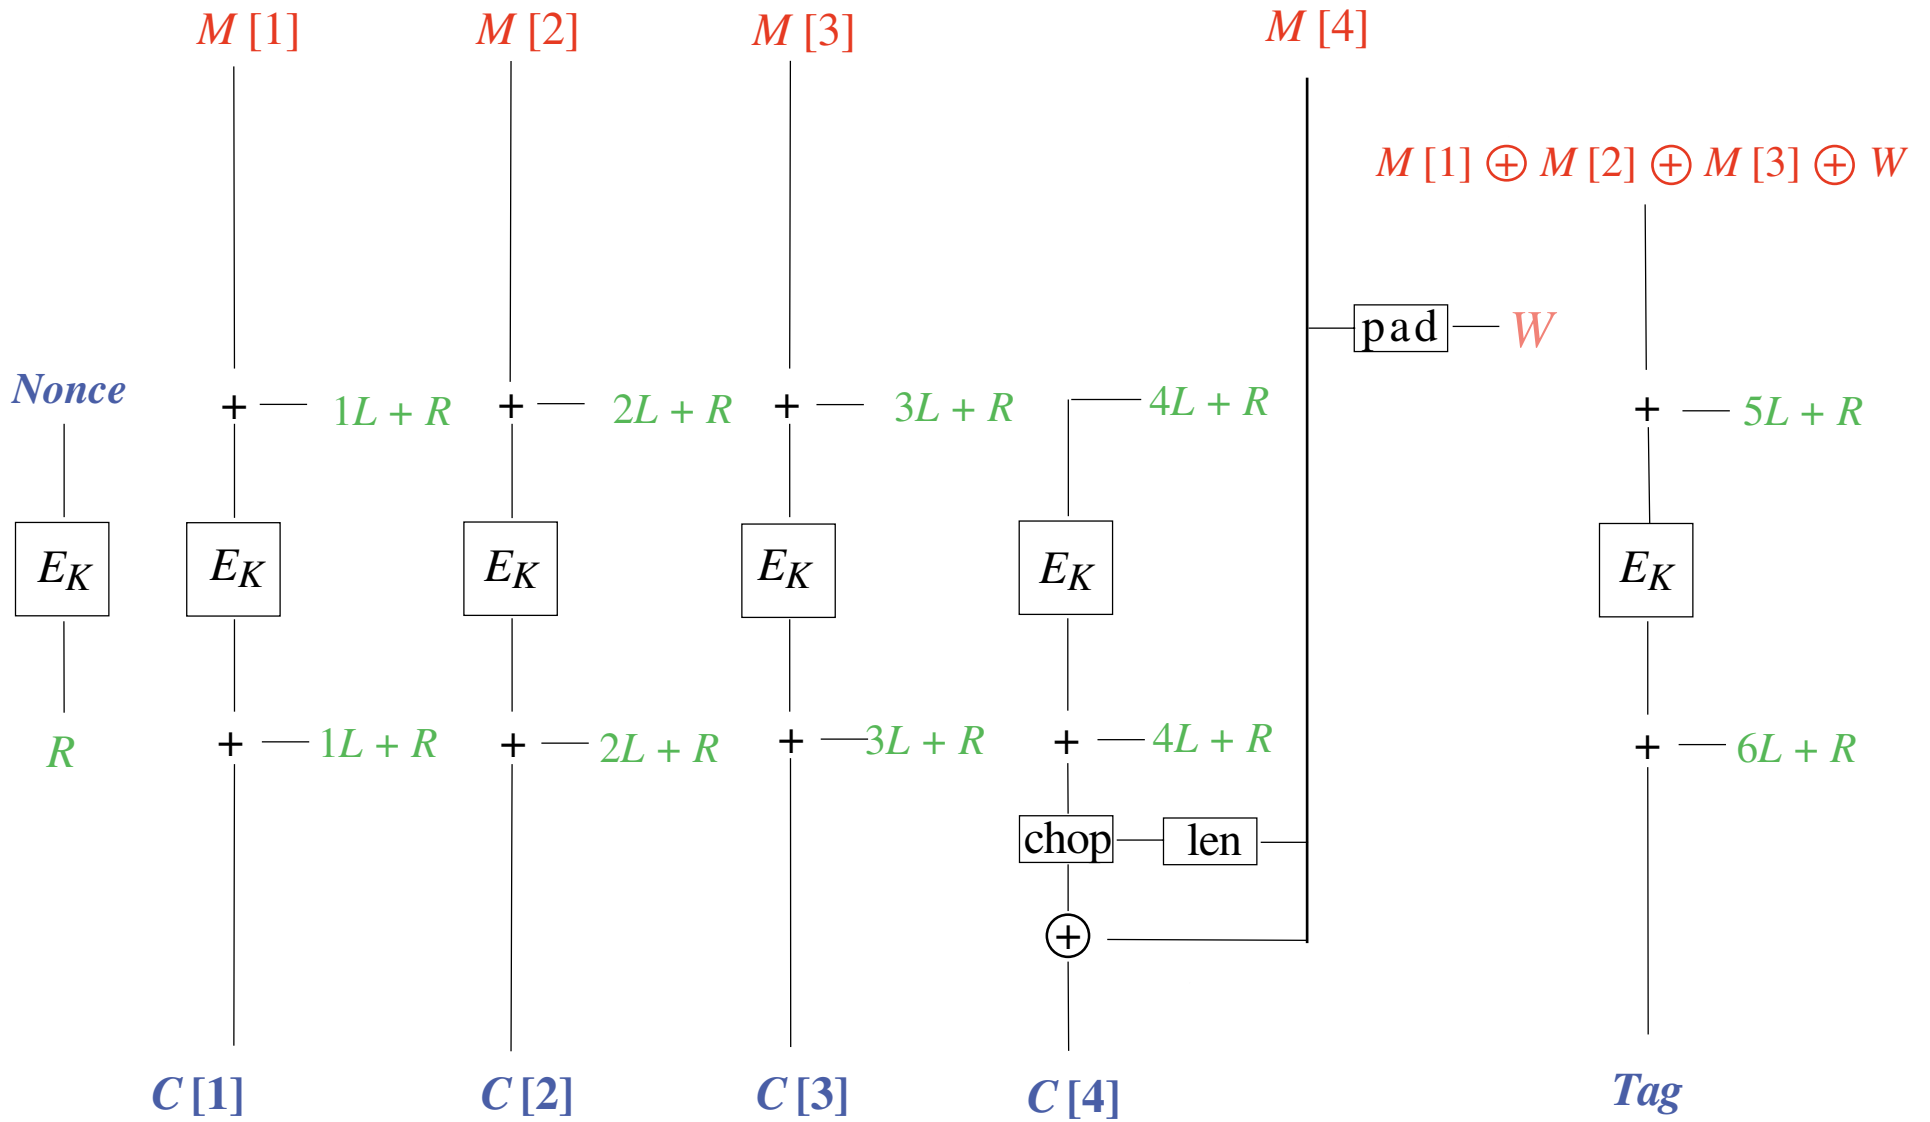 M [1] M [2] M [3] M [4]
M [1] ⊕ M [2] ⊕ M [3] ⊕ W
pad W
Nonce + 1L + R + 2L + R + 3L + R 4L + R + 5L + R
E_K E_K E_K E_K E_K E_K
R + 1L + R + 2L + R + 3L + R + 4L + R + 6L + R
chop len
⊕
C [1] C [2] C [3] C [4] Tag